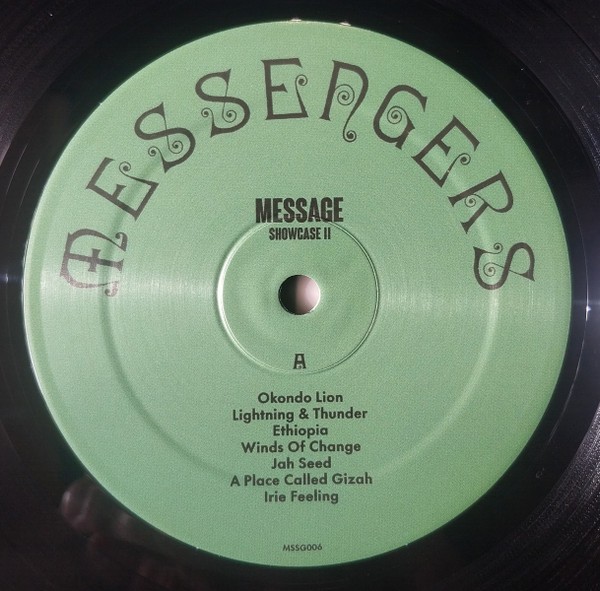 MESSENGERS
MESSAGE
SHOWCASE II
A
Okondo Lion
Lightning & Thunder
Ethiopia
Winds Of Change
Jah Seed
A Place Called Gizah
Irie Feeling
MSSG006